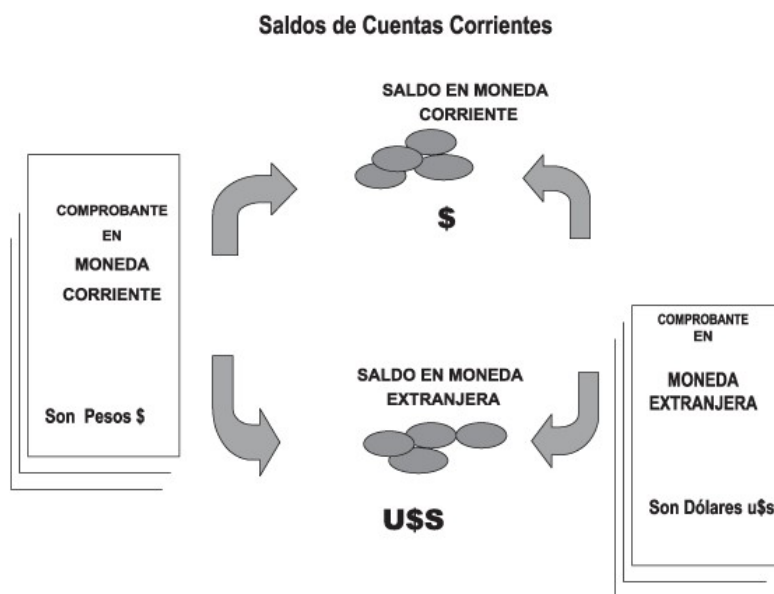 Saldos de Cuentas Corrientes
SALDO EN MONEDA
CORRIENTE
$
COMPROBANTE
EN
MONEDA
CORRIENTE
Son Pesos $
SALDO EN MONEDA
EXTRANJERA
U$S
COMPROBANTE
EN
MONEDA
EXTRANJERA
Son Dólares u$s